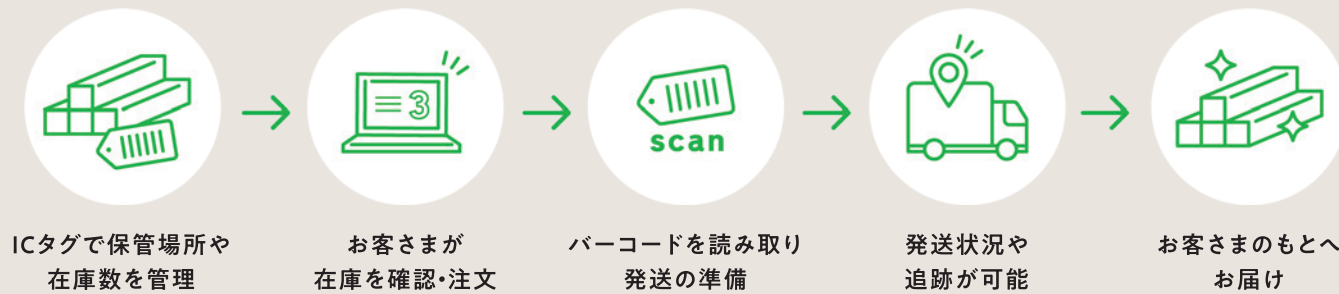 3
scan
ICタグで保管場所や
在庫数を管理
お客さまが
在庫を確認・注文
バーコードを読み取り
発送の準備
発送状況や
追跡が可能
お客さまのもとへ
お届け